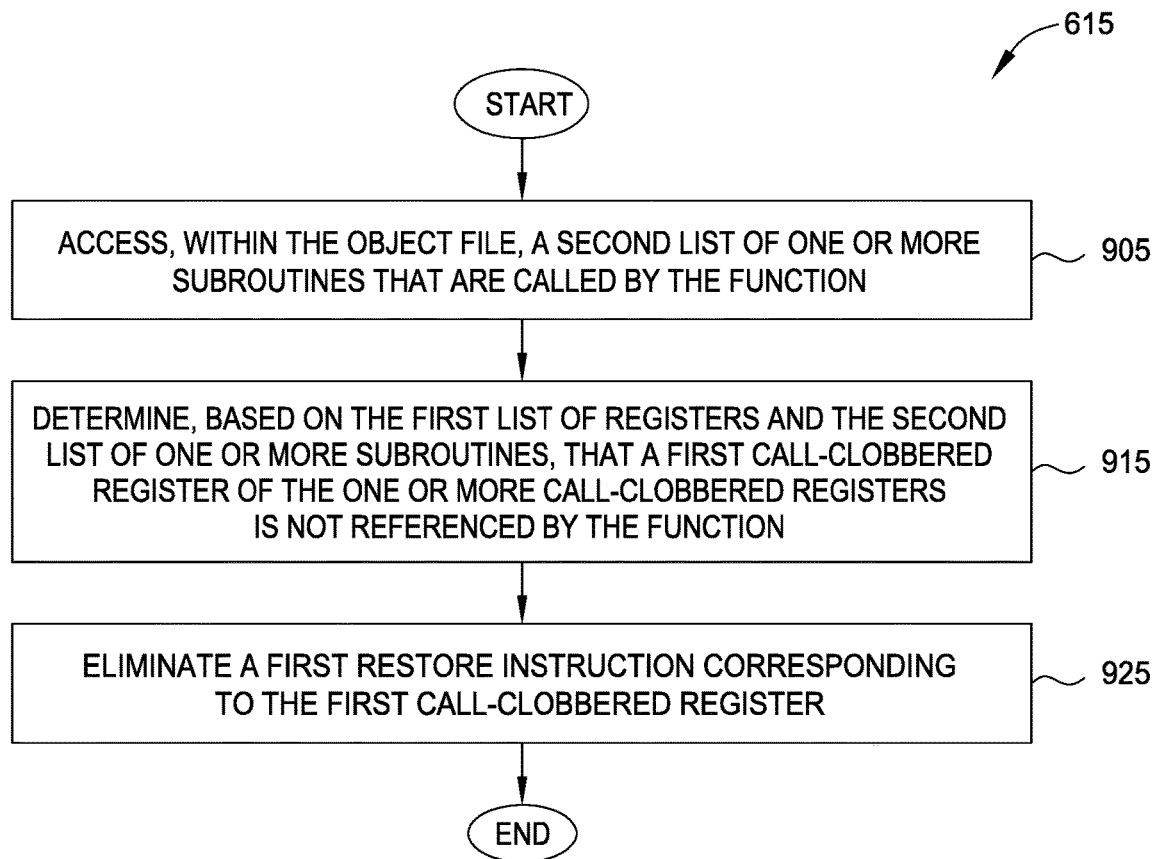 615
START
ACCESS, WITHIN THE OBJECT FILE, A SECOND LIST OF ONE OR MORE
SUBROUTINES THAT ARE CALLED BY THE FUNCTION
905
DETERMINE, BASED ON THE FIRST LIST OF REGISTERS AND THE SECOND
LIST OF ONE OR MORE SUBROUTINES, THAT A FIRST CALL-CLOBBERED
REGISTER OF THE ONE OR MORE CALL-CLOBBERED REGISTERS
IS NOT REFERENCED BY THE FUNCTION
915
ELIMINATE A FIRST RESTORE INSTRUCTION CORRESPONDING
TO THE FIRST CALL-CLOBBERED REGISTER
925
END